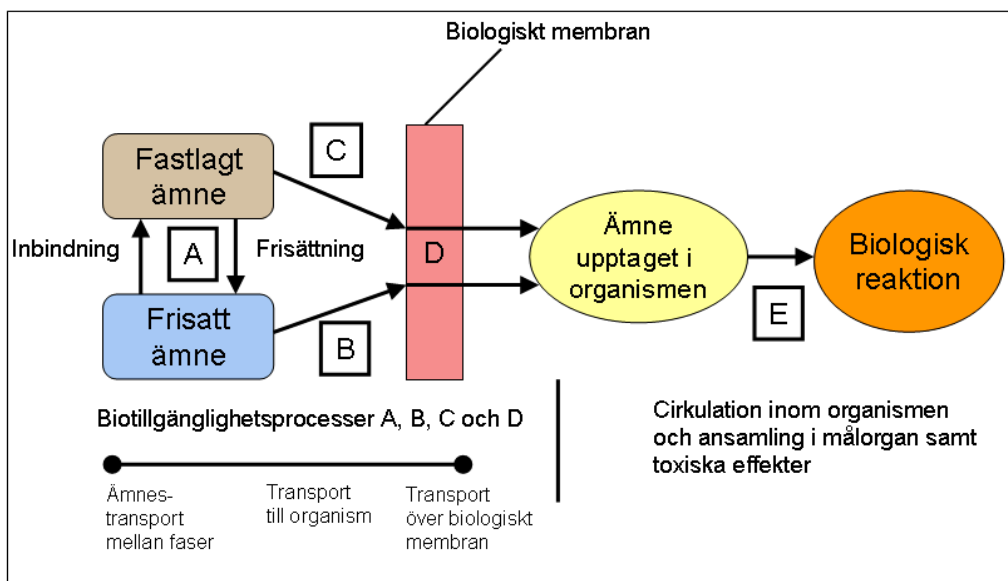 Biologiskt membran
C
Fastlagt
ämne
Inbindning
A
Frisättning
D
Ämne
upptaget i
organismen
Biologisk
reaktion
Frisatt
ämne
B
E
Biotillgänglighetsprocesser A, B, C och D
Ämnes-
transport
mellan faser
Transport
till organism
Transport
över biologiskt
membran
Cirkulation inom organismen
och ansamling i målorgan samt
toxiska effekter